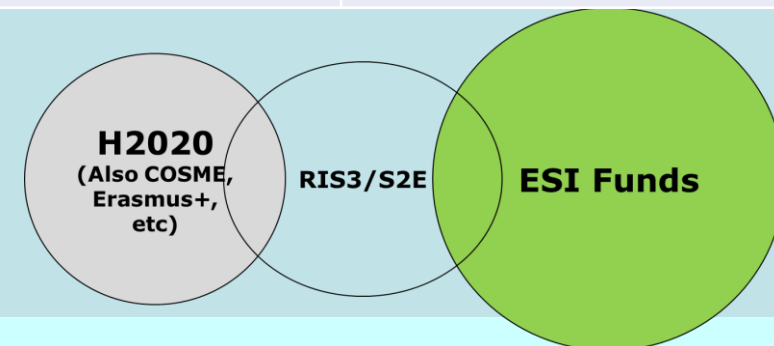 H2020
(Also COSME,
Erasmus+,
etc)
RIS3/S2E
ESI Funds